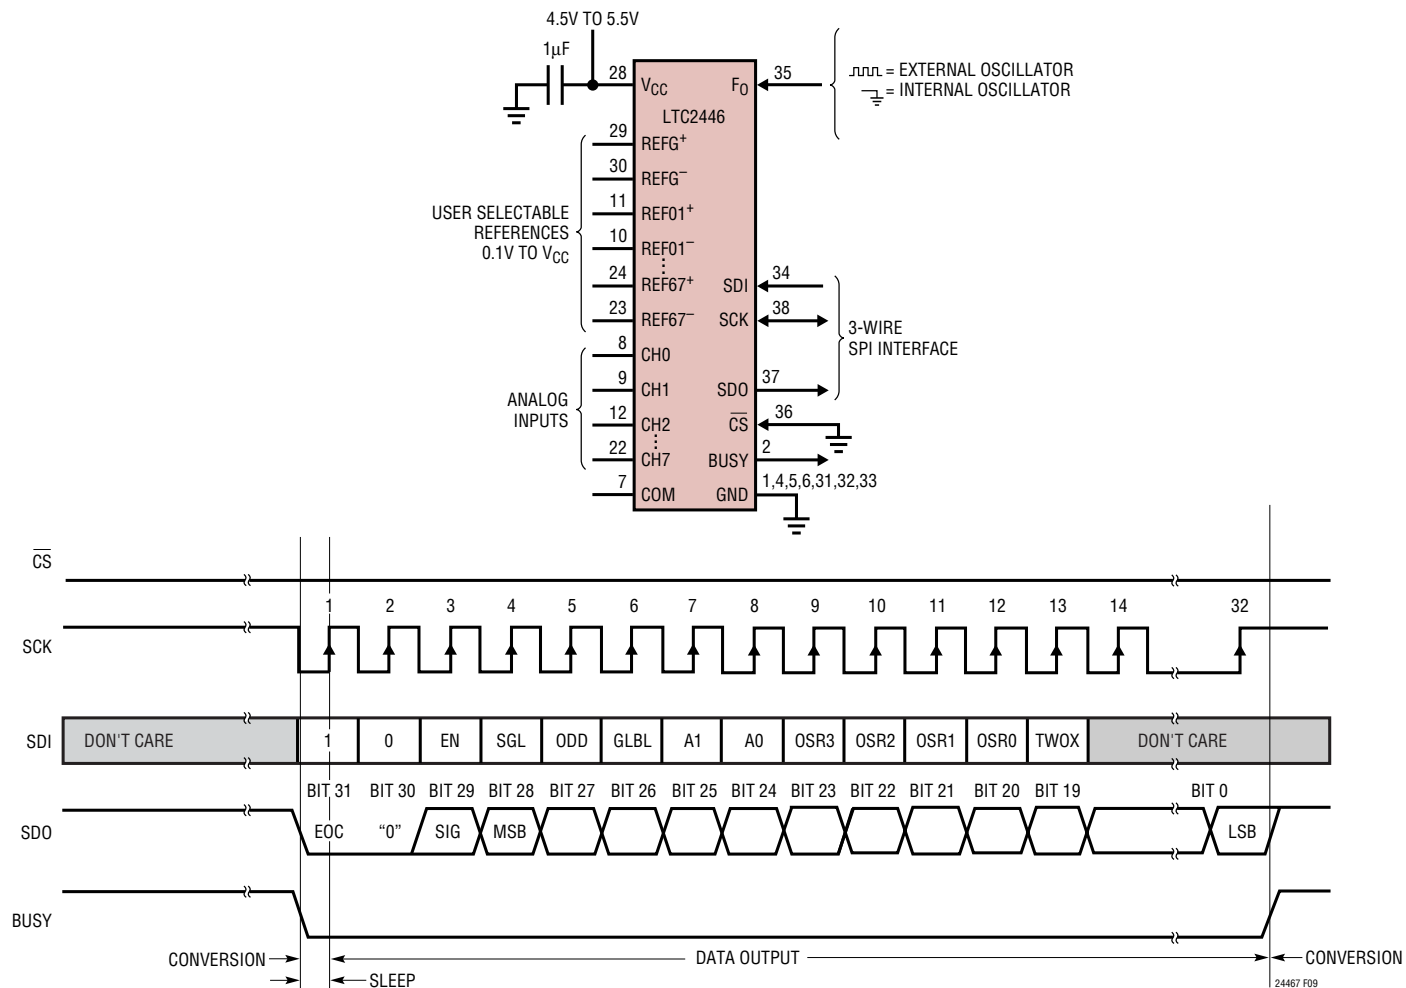 4.5V TO 5.5V
1µF
28
VCC
FO
35
= EXTERNAL OSCILLATOR
= INTERNAL OSCILLATOR
LTC2446
29
REFG+
30
REFG–
11
REF01+
10
REF01–
24
REF67+
23
REF67–
USER SELECTABLE
REFERENCES
0.1V TO VCC
SDI
34
SCK
38
3-WIRE
SPI INTERFACE
SDO
37
8
CH0
9
CH1
12
CH2
22
CH7
ANALOG
INPUTS
CS
36
BUSY
2
7
COM
GND
1,4,5,6,31,32,33
CS
SCK
1 2 3 4 5 6 7 8 9 10 11 12 13 14 32
SDI
DON'T CARE 1 0 EN SGL ODD GLBL A1 A0 OSR3 OSR2 OSR1 OSR0 TWOX DON'T CARE
BIT 31 BIT 30 BIT 29 BIT 28 BIT 27 BIT 26 BIT 25 BIT 24 BIT 23 BIT 22 BIT 21 BIT 20 BIT 19 BIT 0
SDO
EOC "0" SIG MSB LSB
BUSY
CONVERSION DATA OUTPUT CONVERSION
SLEEP
24467 F09